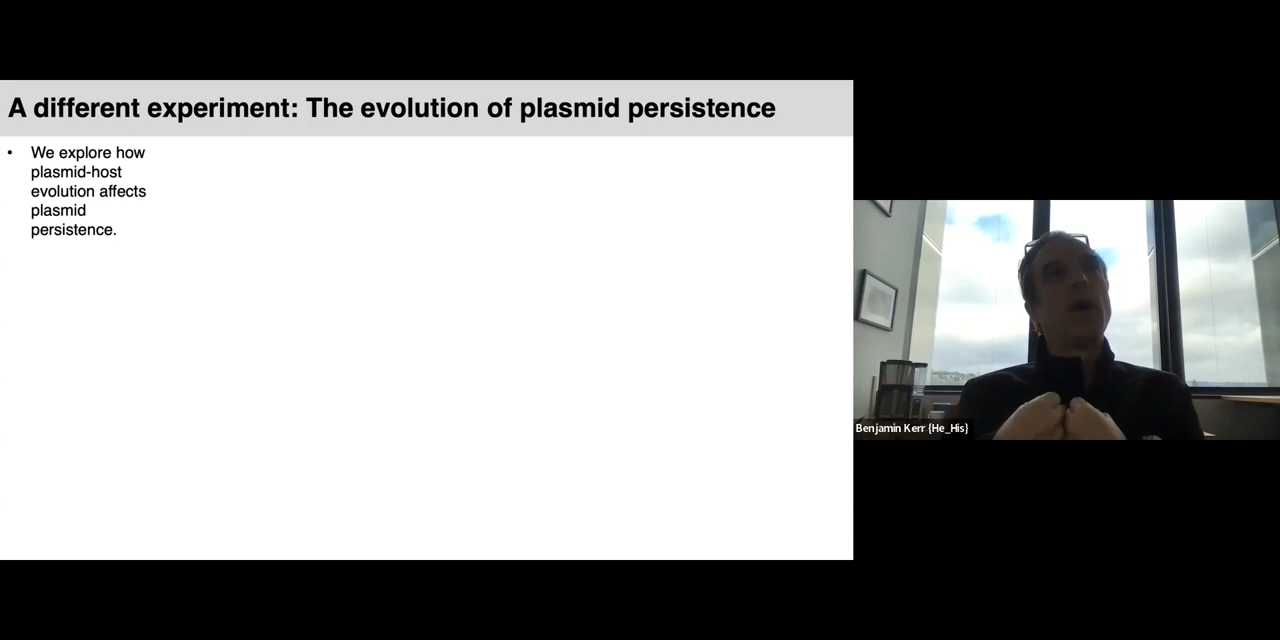 A different experiment: The evolution of plasmid persistence
• We explore how
plasmid-host
evolution affects
plasmid
persistence.
Benjamin Kerr {He_His}